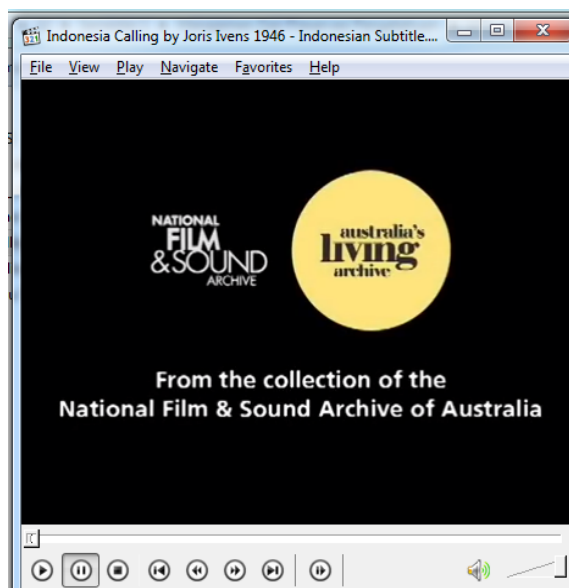 Indonesia Calling by Joris Ivens 1946 - Indonesian Subtitle....
File View Play Navigate Favorites Help
NATIONAL
FILM
& SOUND
ARCHIVE
australia's
living
archive
From the collection of the
National Film & Sound Archive of Australia